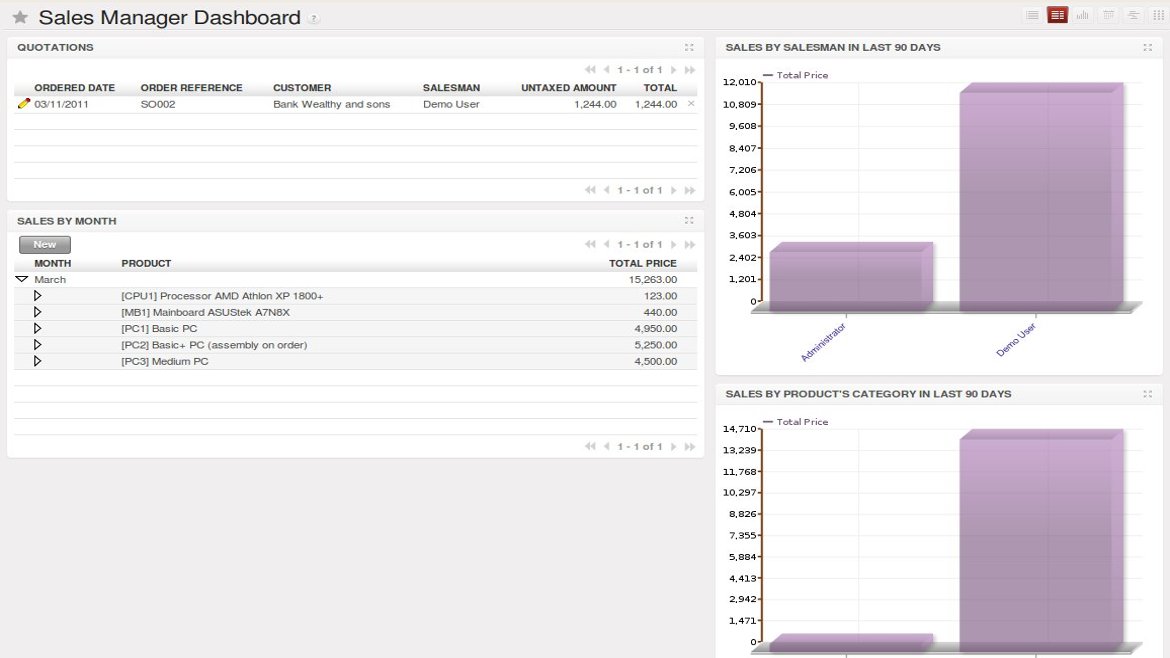 Sales Manager Dashboard ?
QUOTATIONS
1 - 1 of 1
ORDERED DATE ORDER REFERENCE CUSTOMER SALESMAN UNTAXED AMOUNT TOTAL
03/11/2011 SO002 Bank Wealthy and sons Demo User 1,244.00 1,244.00
1 - 1 of 1
SALES BY MONTH
New
1 - 1 of 1
MONTH PRODUCT TOTAL PRICE
March 15,263.00
[CPU1] Processor AMD Athlon XP 1800+ 123.00
[MB1] Mainboard ASUStek A7N8X 440.00
[PC1] Basic PC 4,950.00
[PC2] Basic+ PC (assembly on order) 5,250.00
[PC3] Medium PC 4,500.00
1 - 1 of 1
SALES BY SALESMAN IN LAST 90 DAYS
Total Price
12,010
10,809
9,608
8,407
7,206
6,005
4,804
3,603
2,402
1,201
0
Administrator
Demo User
SALES BY PRODUCT'S CATEGORY IN LAST 90 DAYS
Total Price
14,710
13,239
11,768
10,297
8,826
7,355
5,884
4,413
2,942
1,471
0